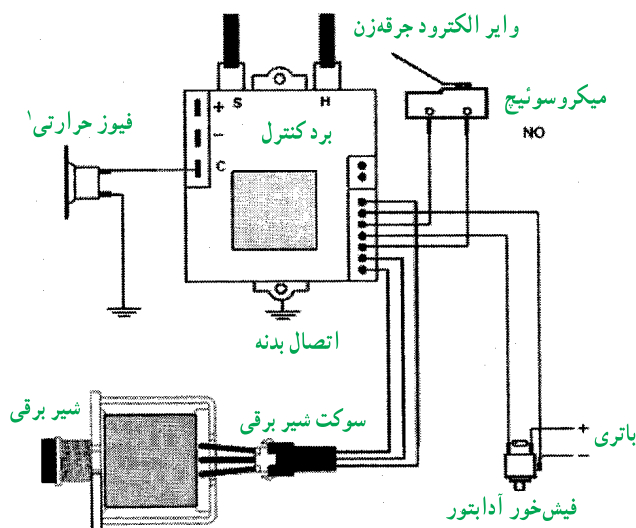 وایر الکترود جرقه‌زن
میکروسوئیچ
NO
S
H
+
−
C
برد کنترل
فیوز حرارتی۱
اتصال بدنه
شیر برقی
سوکت شیر برقی
باتری
+
−
فیش‌خور آداپتور